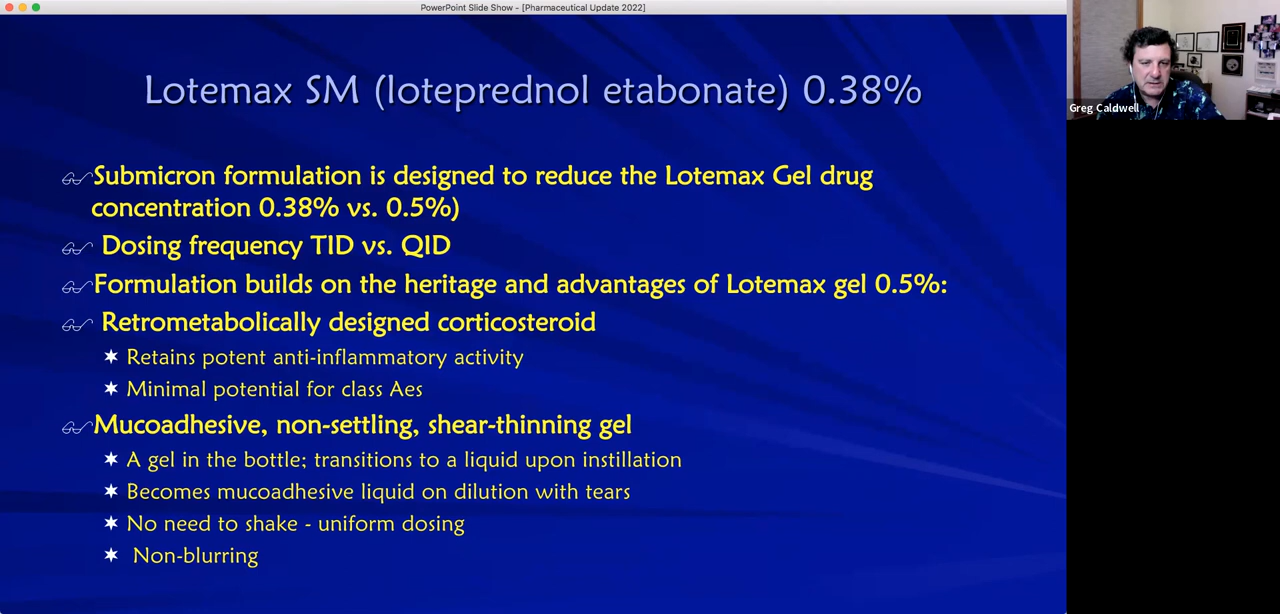 PowerPoint Slide Show - [Pharmaceutical Update 2022]
Lotemax SM (loteprednol etabonate) 0.38%
Greg Caldwell
Submicron formulation is designed to reduce the Lotemax Gel drug
concentration 0.38% vs. 0.5%)
Dosing frequency TID vs. QID
Formulation builds on the heritage and advantages of Lotemax gel 0.5%:
Retrometabolically designed corticosteroid
Retains potent anti-inflammatory activity
Minimal potential for class Aes
Mucoadhesive, non-settling, shear-thinning gel
A gel in the bottle; transitions to a liquid upon instillation
Becomes mucoadhesive liquid on dilution with tears
No need to shake - uniform dosing
Non-blurring